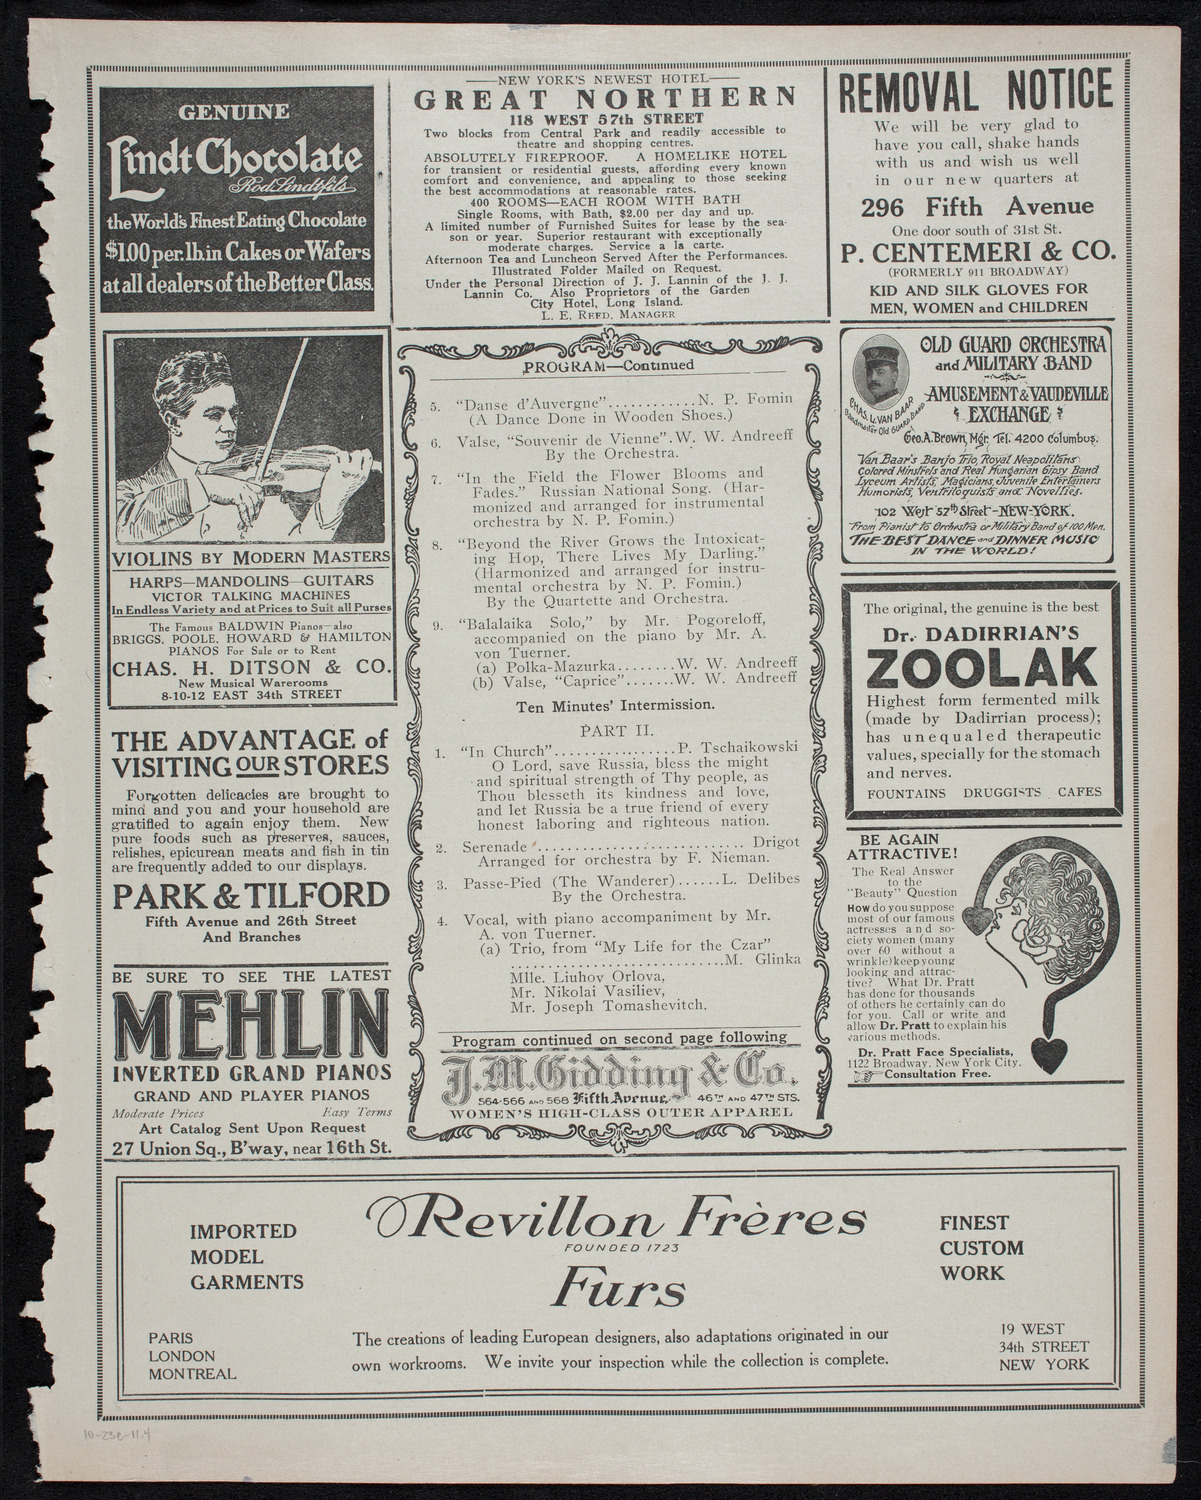 GENUINE
Lindt Chocolate
Rod. Lindt fils
the World's Finest Eating Chocolate
$1.00 per lb. in Cakes or Wafers
at all dealers of the Better Class.
VIOLINS BY MODERN MASTERS
HARPS—MANDOLINS—GUITARS
VICTOR TALKING MACHINES
In Endless Variety and at Prices to Suit all Purses
The Famous BALDWIN Pianos—also
BRIGGS, POOLE, HOWARD & HAMILTON
PIANOS For Sale or to Rent
CHAS. H. DITSON & CO.
New Musical Warerooms
8-10-12 EAST 34th STREET
THE ADVANTAGE of
VISITING OUR STORES
Forgotten delicacies are brought to
mind and you and your household are
gratified to again enjoy them. New
pure foods such as preserves, sauces,
relishes, epicurean meats and fish in tin
are frequently added to our displays.
PARK & TILFORD
Fifth Avenue and 26th Street
And Branches
BE SURE TO SEE THE LATEST
MEHLIN
INVERTED GRAND PIANOS
GRAND AND PLAYER PIANOS
Moderate Prices Easy Terms
Art Catalog Sent Upon Request
27 Union Sq., B'way, near 16th St.
—NEW YORK'S NEWEST HOTEL—
GREAT NORTHERN
118 WEST 57th STREET
Two blocks from Central Park and readily accessible to
theatre and shopping centres.
ABSOLUTELY FIREPROOF. A HOMELIKE HOTEL
for transient or residential guests, affording every known
comfort and convenience, and appealing to those seeking
the best accommodations at reasonable rates.
400 ROOMS—EACH ROOM WITH BATH
Single Rooms, with Bath, $2.00 per day and up.
A limited number of Furnished Suites for lease by the sea-
son or year. Superior restaurant with exceptionally
moderate charges. Service a la carte.
Afternoon Tea and Luncheon Served After the Performances.
Illustrated Folder Mailed on Request.
Under the Personal Direction of J. J. Lannin of the J. J.
Lannin Co. Also Proprietors of the Garden
City Hotel, Long Island.
L. E. REED, MANAGER
PROGRAM—Continued
5. "Danse d'Auvergne"............N. P. Fomin
(A Dance Done in Wooden Shoes.)
6. Valse, "Souvenir de Vienne".W. W. Andreeff
By the Orchestra.
7. "In the Field the Flower Blooms and
Fades." Russian National Song. (Har-
monized and arranged for instrumental
orchestra by N. P. Fomin.)
8. "Beyond the River Grows the Intoxicat-
ing Hop, There Lives My Darling."
(Harmonized and arranged for instru-
mental orchestra by N. P. Fomin.)
By the Quartette and Orchestra.
9. "Balalaika Solo," by Mr. Pogoreloff,
accompanied on the piano by Mr. A.
von Tuerner.
(a) Polka-Mazurka........W. W. Andreeff
(b) Valse, "Caprice".......W. W. Andreeff
Ten Minutes' Intermission.
PART II.
1. "In Church"................P. Tschaikowski
O Lord, save Russia, bless the might
and spiritual strength of Thy people, as
Thou blesseth its kindness and love,
and let Russia be a true friend of every
honest laboring and righteous nation.
2. Serenade ............................ Drigot
Arranged for orchestra by F. Nieman.
3. Passe-Pied (The Wanderer)......L. Delibes
By the Orchestra.
4. Vocal, with piano accompaniment by Mr.
A. von Tuerner.
(a) Trio, from "My Life for the Czar"
............................M. Glinka
Mlle. Liuhov Orlova,
Mr. Nikolai Vasiliev,
Mr. Joseph Tomashevitch.
Program continued on second page following
J. M. Gidding & Co.
564-566 AND 568 Fifth Avenue, 46TH AND 47TH STS.
WOMEN'S HIGH-CLASS OUTER APPAREL
REMOVAL NOTICE
We will be very glad to
have you call, shake hands
with us and wish us well
in our new quarters at
296 Fifth Avenue
One door south of 31st St.
P. CENTEMERI & CO.
(FORMERLY 911 BROADWAY)
KID AND SILK GLOVES FOR
MEN, WOMEN and CHILDREN
CHAS. L. VAN BAAR
Bandmaster Old Guard Band
OLD GUARD ORCHESTRA
and MILITARY BAND
AMUSEMENT & VAUDEVILLE
EXCHANGE
Geo. A. Brown, Mgr. Tel. 4200 Columbus.
Van Baar's Banjo Trio, Royal Neapolitans
Colored Minstrels and Real Hungarian Gipsy Band
Lyceum Artists, Magicians, Juvenile Entertainers
Humorists, Ventriloquists and Novelties.
102 West 57th Street-NEW-YORK.
From Pianist to Orchestra or Military Band of 100 Men.
THE BEST DANCE and DINNER MUSIC
IN THE WORLD!
The original, the genuine is the best
Dr. DADIRRIAN'S
ZOOLAK
Highest form fermented milk
(made by Dadirrian process);
has unequaled therapeutic
values, specially for the stomach
and nerves.
FOUNTAINS DRUGGISTS CAFES
BE AGAIN
ATTRACTIVE!
The Real Answer
to the
"Beauty" Question
HOW do you suppose
most of our famous
actresses and so-
ciety women (many
over 60 without a
wrinkle) keep young
looking and attrac-
tive? What Dr. Pratt
has done for thousands
of others he certainly can do
for you. Call or write and
allow Dr. Pratt to explain his
various methods.
Dr. Pratt Face Specialists,
1122 Broadway, New York City.
Consultation Free.
IMPORTED
MODEL
GARMENTS
Revillon Frères
FOUNDED 1723
Furs
FINEST
CUSTOM
WORK
PARIS
LONDON
MONTREAL
The creations of leading European designers, also adaptations originated in our
own workrooms. We invite your inspection while the collection is complete.
19 WEST
34th STREET
NEW YORK
10-23e-11.4